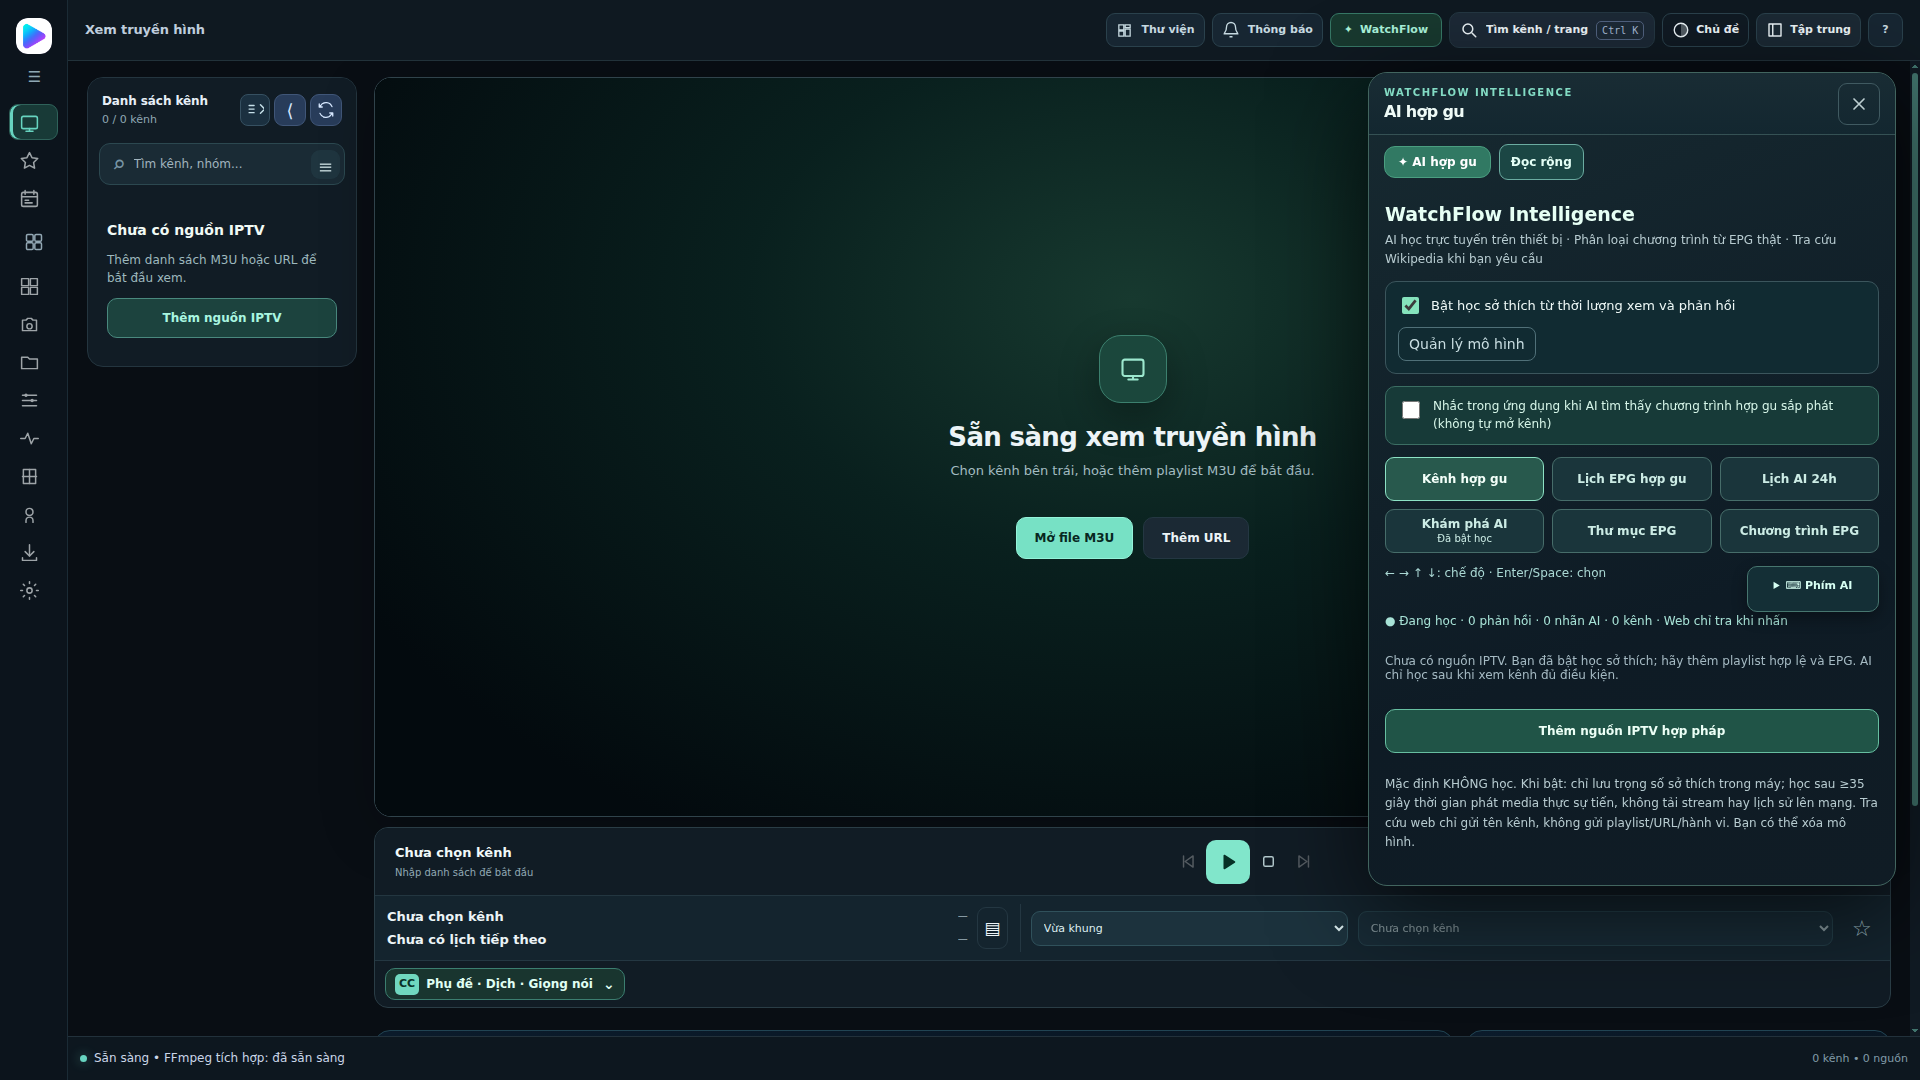 Xem truyền hình
Thư viện
Thông báo
✦ WatchFlow
Tìm kênh / trang Ctrl K
Chủ đề
Tập trung
?
Danh sách kênh
0 / 0 kênh
Tìm kênh, nhóm...
Chưa có nguồn IPTV
Thêm danh sách M3U hoặc URL để
bắt đầu xem.
Thêm nguồn IPTV
Sẵn sàng xem truyền hình
Chọn kênh bên trái, hoặc thêm playlist M3U để bắt đầu.
Mở file M3U
Thêm URL
WATCHFLOW INTELLIGENCE
AI hợp gu
✦ AI hợp gu
Đọc rộng
WatchFlow Intelligence
AI học trực tuyến trên thiết bị · Phân loại chương trình từ EPG thật · Tra cứu
Wikipedia khi bạn yêu cầu
Bật học sở thích từ thời lượng xem và phản hồi
Quản lý mô hình
Nhắc trong ứng dụng khi AI tìm thấy chương trình hợp gu sắp phát
(không tự mở kênh)
Kênh hợp gu
Lịch EPG hợp gu
Lịch AI 24h
Khám phá AI
Đã bật học
Thư mục EPG
Chương trình EPG
← → ↑ ↓: chế độ · Enter/Space: chọn
▶ ⌨ Phím AI
● Đang học · 0 phản hồi · 0 nhãn AI · 0 kênh · Web chỉ tra khi nhấn
Chưa có nguồn IPTV. Bạn đã bật học sở thích; hãy thêm playlist hợp lệ và EPG. AI
chỉ học sau khi xem kênh đủ điều kiện.
Thêm nguồn IPTV hợp pháp
Mặc định KHÔNG học. Khi bật: chỉ lưu trọng số sở thích trong máy; học sau ≥35
giây thời gian phát media thực sự tiến, không tải stream hay lịch sử lên mạng. Tra
cứu web chỉ gửi tên kênh, không gửi playlist/URL/hành vi. Bạn có thể xóa mô
hình.
Chưa chọn kênh
Nhập danh sách để bắt đầu
Chưa chọn kênh —
Chưa có lịch tiếp theo —
Vừa khung
Chưa chọn kênh
CC Phụ đề · Dịch · Giọng nói
Sẵn sàng • FFmpeg tích hợp: đã sẵn sàng
0 kênh • 0 nguồn